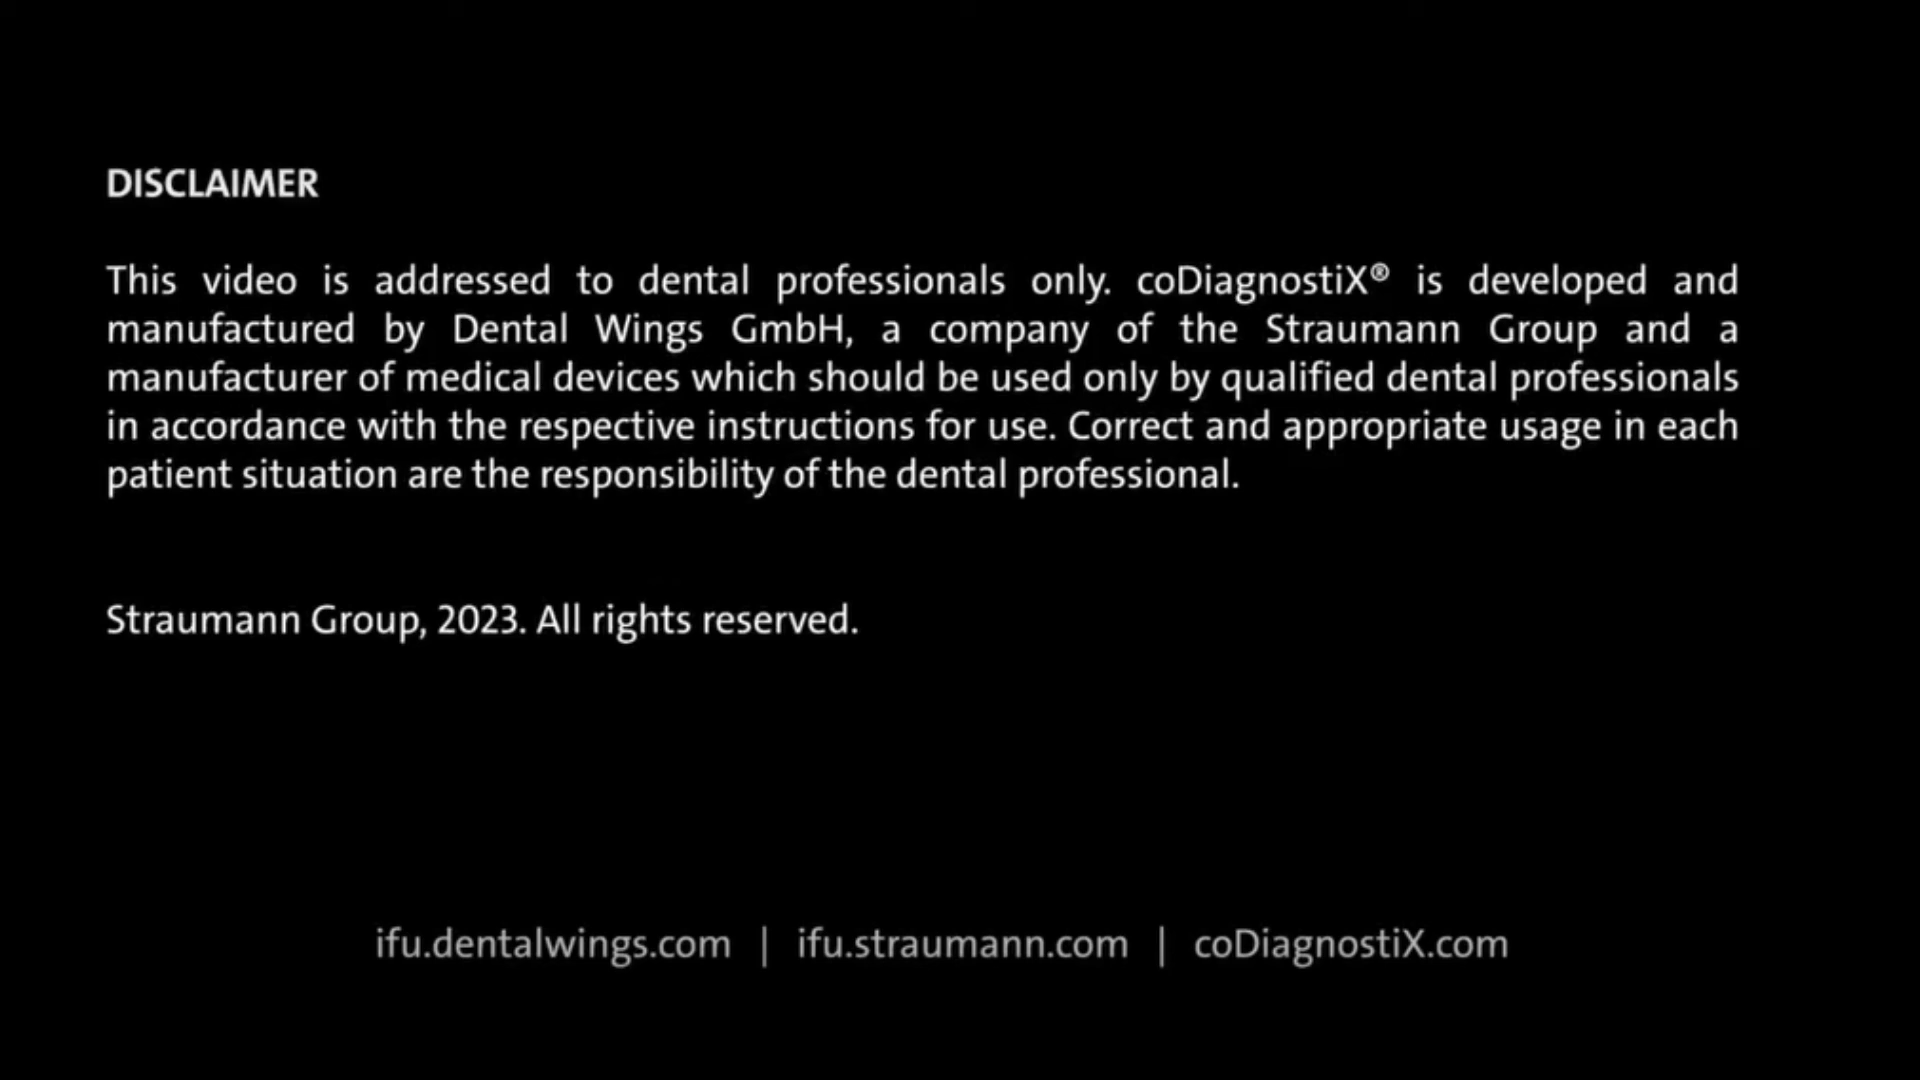 DISCLAIMER
This video is addressed to dental professionals only. coDiagnostiX® is developed and
manufactured by Dental Wings GmbH, a company of the Straumann Group and a
manufacturer of medical devices which should be used only by qualified dental professionals
in accordance with the respective instructions for use. Correct and appropriate usage in each
patient situation are the responsibility of the dental professional.
Straumann Group, 2023. All rights reserved.
ifu.dentalwings.com | ifu.straumann.com | coDiagnostiX.com